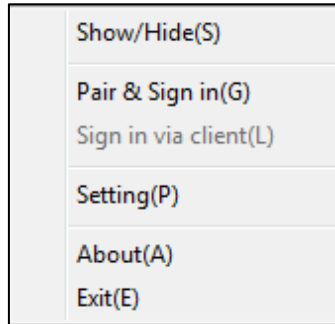 Show/Hide(S)
Pair & Sign in(G)
Sign in via client(L)
Setting(P)
About(A)
Exit(E)